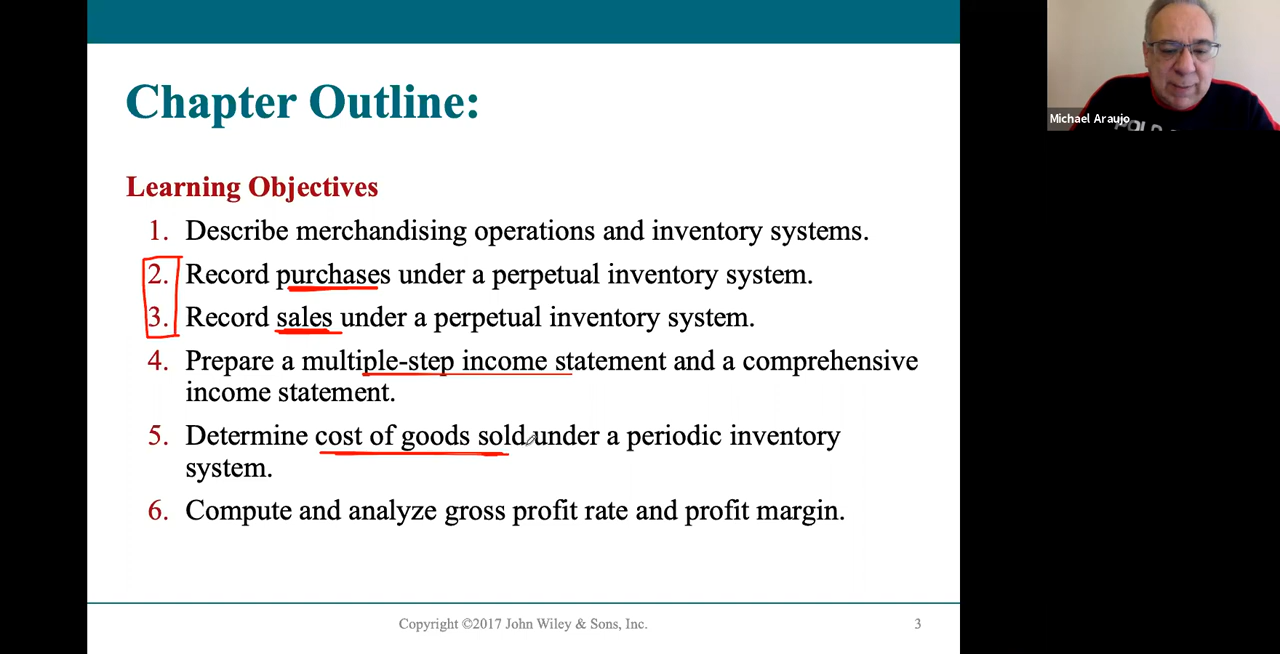 Chapter Outline:
Learning Objectives
1. Describe merchandising operations and inventory systems.
2. Record purchases under a perpetual inventory system.
3. Record sales under a perpetual inventory system.
4. Prepare a multiple-step income statement and a comprehensive
income statement.
5. Determine cost of goods sold under a periodic inventory
system.
6. Compute and analyze gross profit rate and profit margin.
Copyright ©2017 John Wiley & Sons, Inc.
3
Michael Araujo